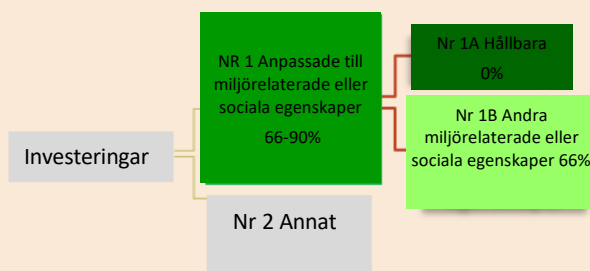 Investeringar
NR 1 Anpassade till
miljörelaterade eller
sociala egenskaper
66-90%
Nr 2 Annat
Nr 1A Hållbara
0%
Nr 1B Andra
miljörelaterade eller
sociala egenskaper 66%